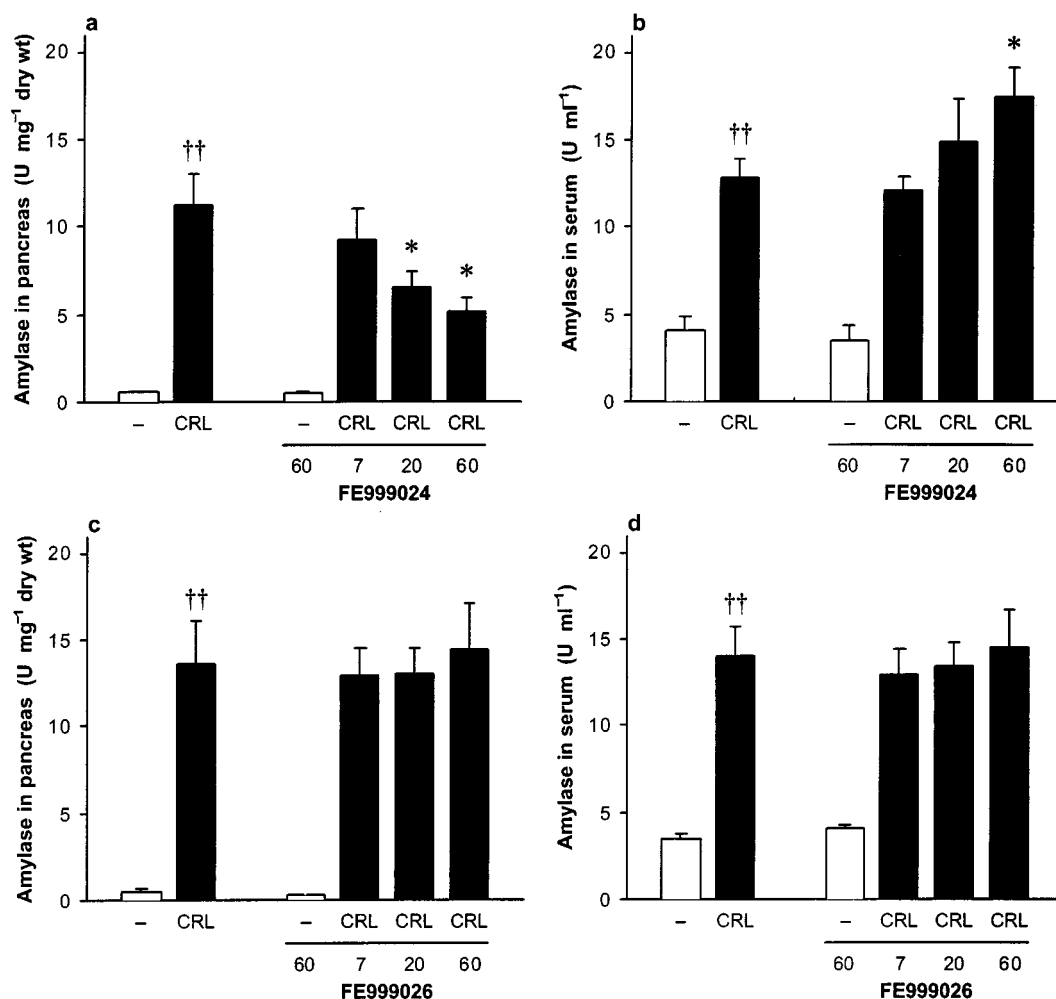 a
Amylase in pancreas (U mg⁻¹ dry wt)
20
15
10
5
0
††
*
*
– CRL 60 CRL CRL CRL
60 7 20 60
FE999024
b
Amylase in serum (U ml⁻¹)
20
15
10
5
0
††
*
– CRL – CRL CRL CRL
60 7 20 60
FE999024
c
Amylase in pancreas (U mg⁻¹ dry wt)
20
15
10
5
0
††
– CRL – CRL CRL CRL
60 7 20 60
FE999026
d
Amylase in serum (U ml⁻¹)
20
15
10
5
0
††
– CRL – CRL CRL CRL
60 7 20 60
FE999026